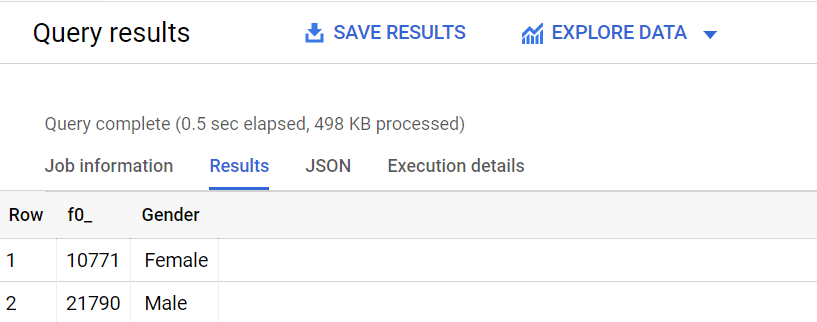 Query results SAVE RESULTS EXPLORE DATA
Query complete (0.5 sec elapsed, 498 KB processed)
Job information Results JSON Execution details
Row f0_ Gender
1 10771 Female
2 21790 Male